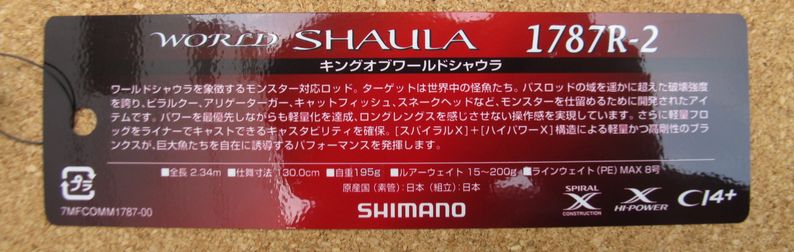 WORLD SHAULA 1787R-2
キングオブワールドシャウラ
ワールドシャウラを象徴するモンスター対応ロッド。ターゲットは世界中の怪魚たち。バスロッドの域を遥かに超えた破壊強度
を誇り、ピラルクー、アリゲーターガー、キャットフィッシュ、スネークヘッドなど、モンスターを仕留めるために開発されたアイ
テムです。パワーを最優先しながらも軽量化を達成、ロングレングスを感じさせない操作感を実現しています。さらに軽量フロ
ッグをライナーでキャストできるキャスタビリティを確保。[スパイラルX]+[ハイパワーX]構造による軽量かつ高剛性のブラ
ンクスが、巨大魚たちを自在に誘導するパフォーマンスを発揮します。
■全長 2.34m ■仕舞寸法 130.0cm ■自重195g ■ルアーウェイト 15～200g ■ラインウェイト(PE) MAX 8号
原産国(素管):日本 (組立):日本
プラ
7MFCOMM1787-00
SHIMANO
SPIRAL X CONSTRUCTION
X HI-POWER
CI4+